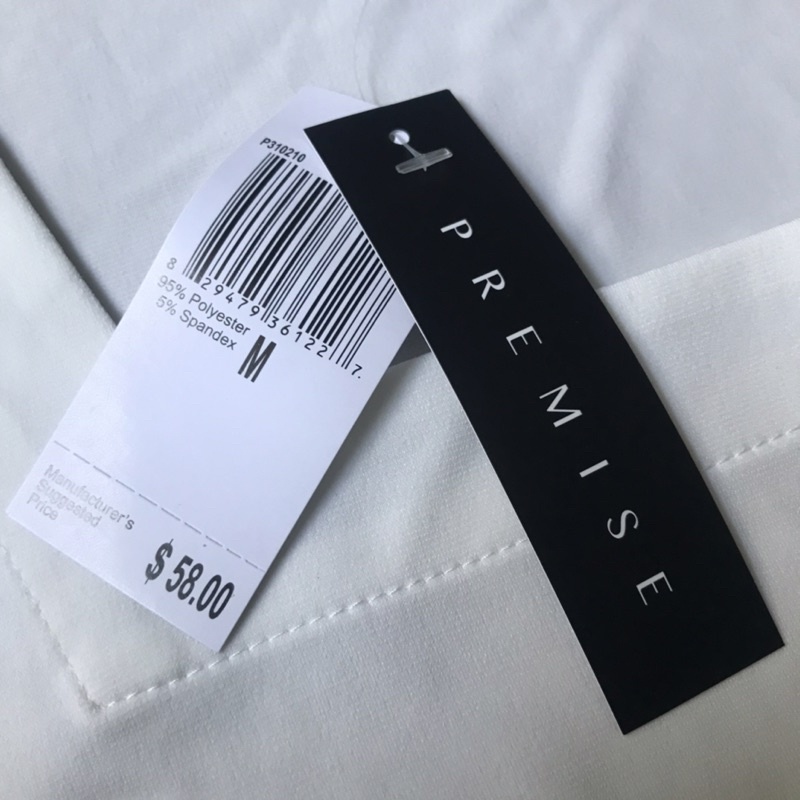 P310210
8 29479 36122 7.
95% Polyester
5% Spandex
M
Manufacturer's
Suggested
Price
$ 58.00
PREMISE